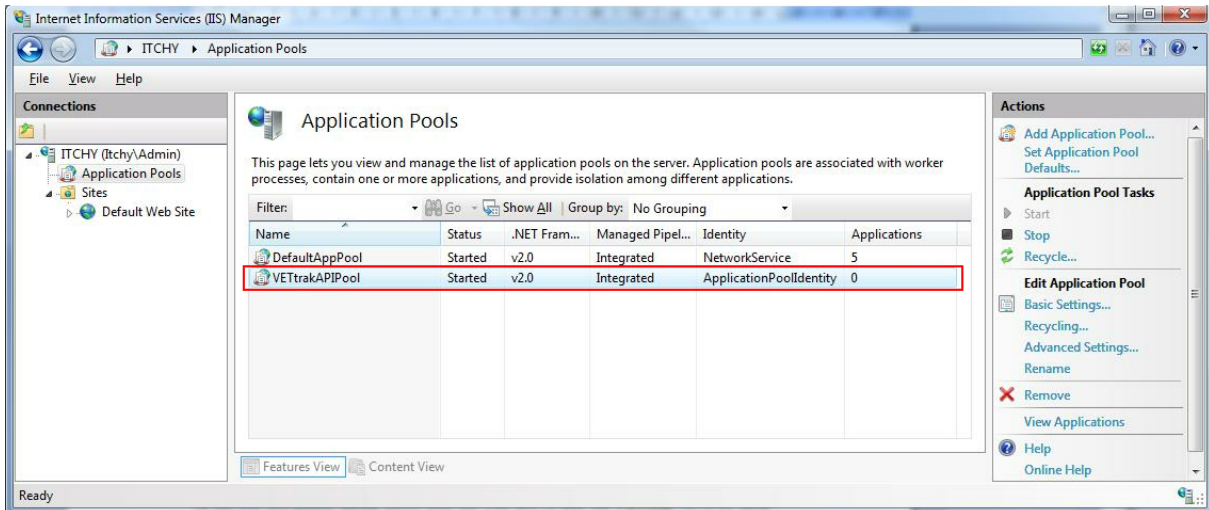 Internet Information Services (IIS) Manager
ITCHY Application Pools
File View Help
Connections
ITCHY (Itchy\Admin)
Application Pools
Sites
Default Web Site
Application Pools
This page lets you view and manage the list of application pools on the server. Application pools are associated with worker
processes, contain one or more applications, and provide isolation among different applications.
Filter: Go Show All Group by: No Grouping
Name Status .NET Fram... Managed Pipel... Identity Applications
DefaultAppPool Started v2.0 Integrated NetworkService 5
VETtrakAPIPool Started v2.0 Integrated ApplicationPoolIdentity 0
Features View Content View
Actions
Add Application Pool...
Set Application Pool
Defaults...
Application Pool Tasks
Start
Stop
Recycle...
Edit Application Pool
Basic Settings...
Recycling...
Advanced Settings...
Rename
Remove
View Applications
Help
Online Help
Ready